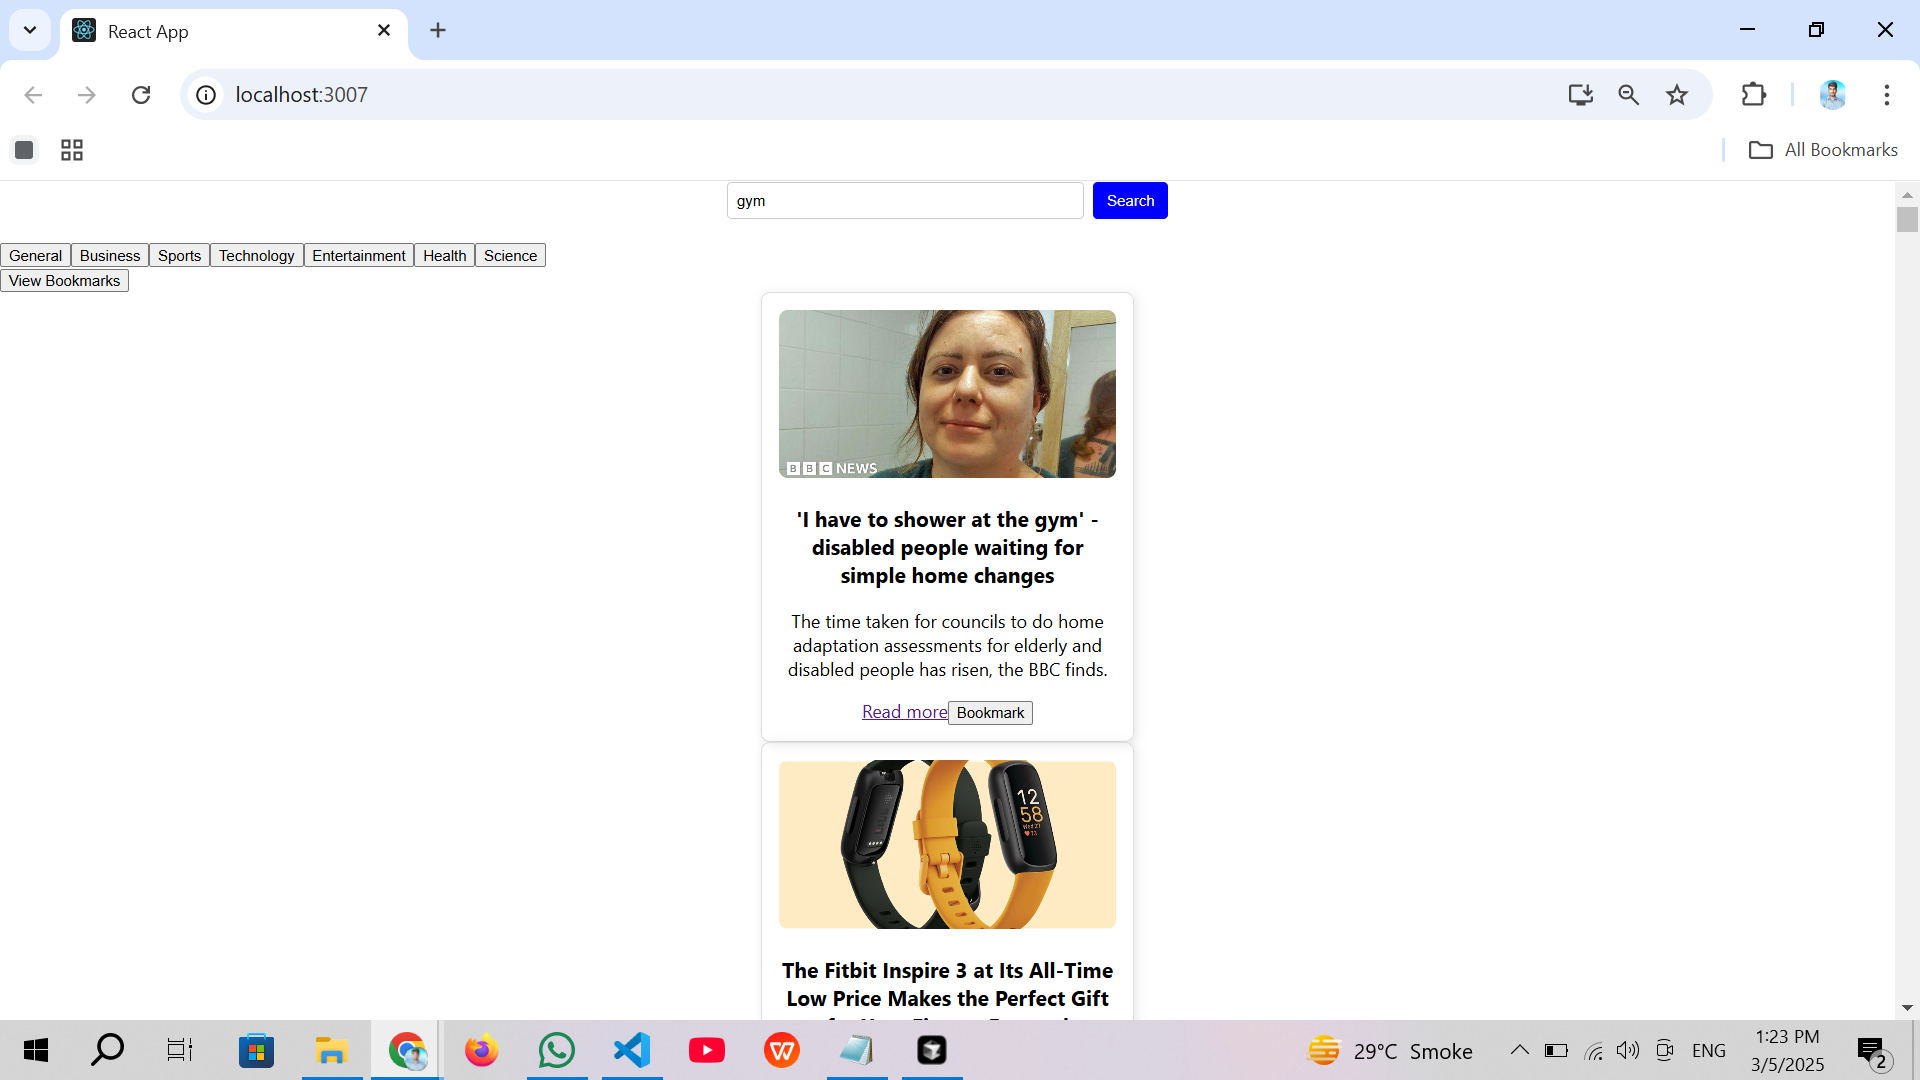 React App
localhost:3007
All Bookmarks
gym
Search
General Business Sports Technology Entertainment Health Science
View Bookmarks
BBC NEWS
'I have to shower at the gym' -
disabled people waiting for
simple home changes
The time taken for councils to do home
adaptation assessments for elderly and
disabled people has risen, the BBC finds.
Read more Bookmark
12
58
The Fitbit Inspire 3 at Its All-Time
Low Price Makes the Perfect Gift
29°C Smoke
ENG
1:23 PM
3/5/2025
2